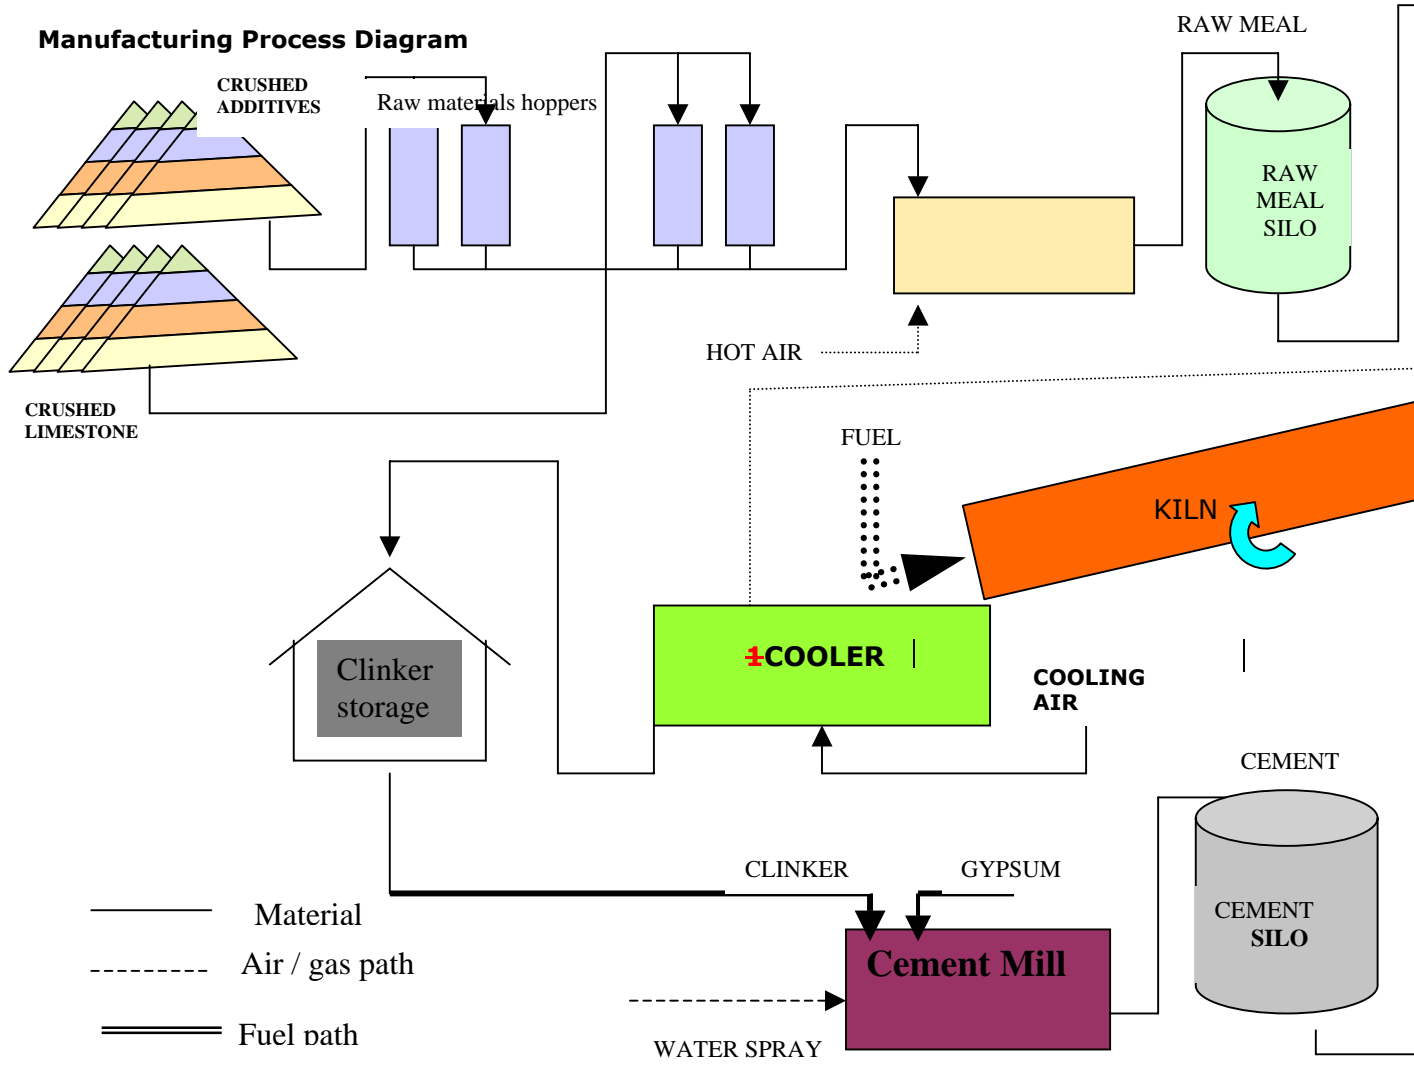 Manufacturing Process Diagram
RAW MEAL
CRUSHED
ADDITIVES
Raw materials hoppers
RAW
MEAL
SILO
HOT AIR
CRUSHED
LIMESTONE
FUEL
KILN
Clinker
storage
1COOLER
COOLING
AIR
CEMENT
CLINKER
GYPSUM
CEMENT
SILO
Material
Air / gas path
Fuel path
Cement Mill
WATER SPRAY